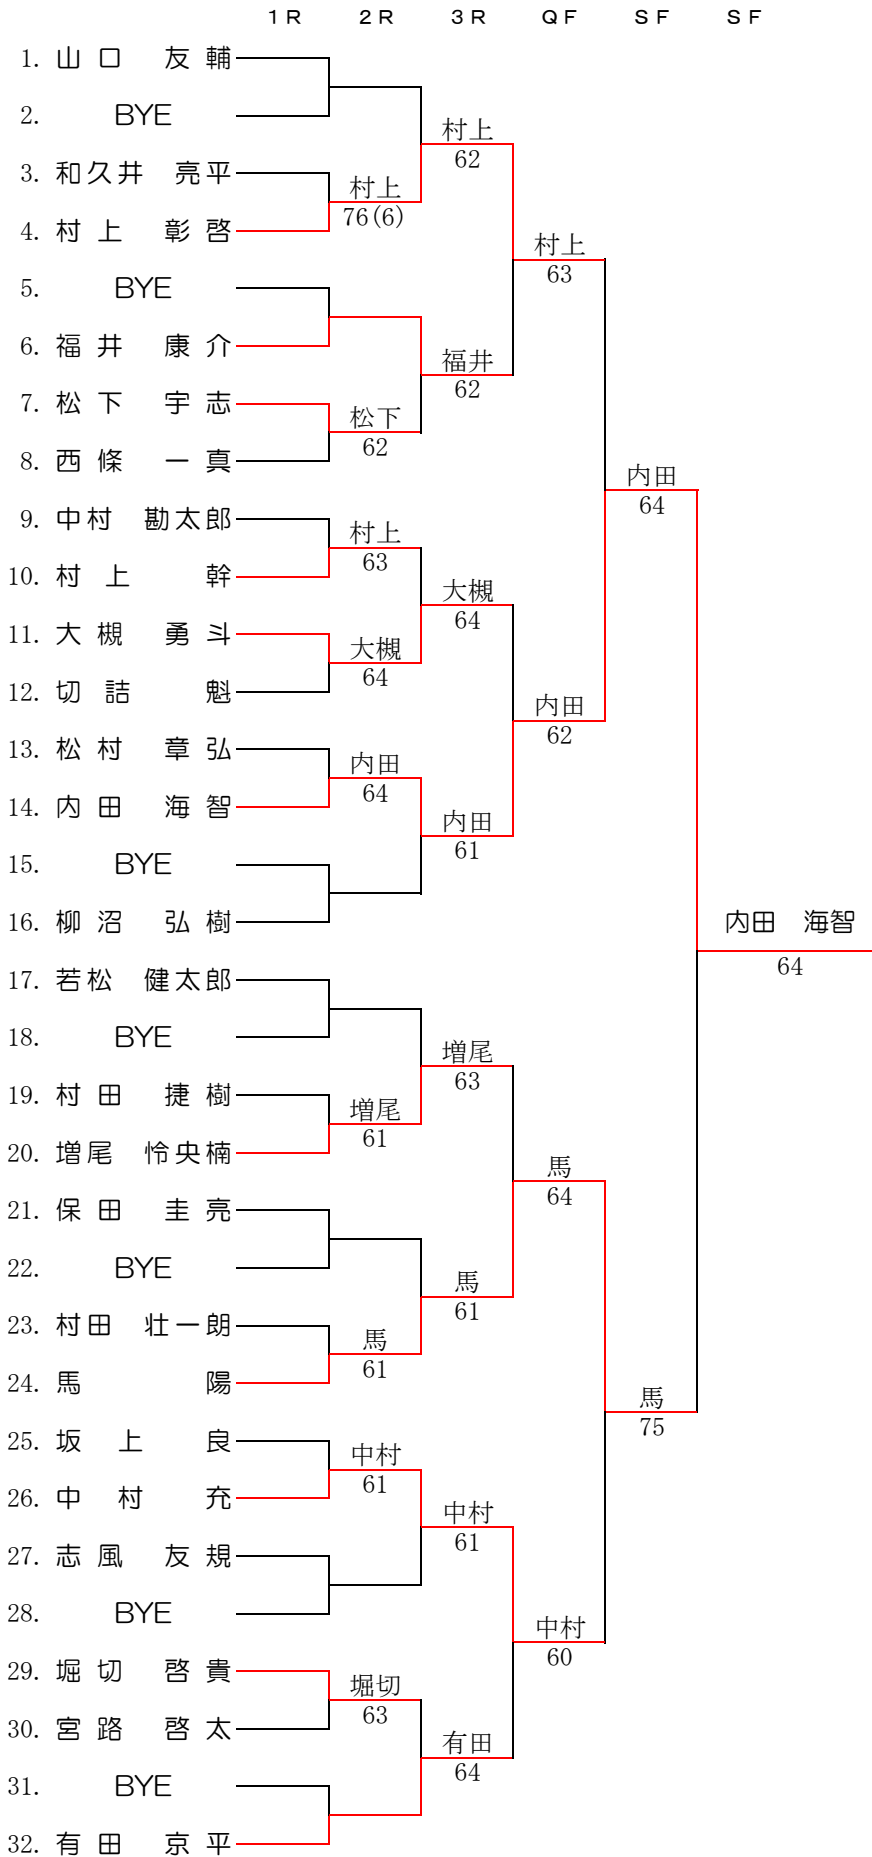 1R 2R 3R QF SF SF
1. 山口 友輔
2. BYE
村上
62
3. 和久井 亮平
村上
76(6)
4. 村上 彰啓
村上
63
5. BYE
6. 福井 康介
福井
62
7. 松下 宇志
松下
62
8. 西條 一真
内田
64
9. 中村 勘太郎
村上
63
10. 村上 幹
大槻
64
11. 大槻 勇斗
大槻
64
12. 切詰 魁
内田
62
13. 松村 章弘
内田
64
14. 内田 海智
内田
61
15. BYE
16. 柳沼 弘樹
内田 海智
64
17. 若松 健太郎
18. BYE
増尾
63
19. 村田 捷樹
増尾
61
20. 増尾 怜央楠
馬
64
21. 保田 圭亮
22. BYE
馬
61
23. 村田 壮一朗
馬
61
24. 馬 陽
馬
75
25. 坂上 良
中村
61
26. 中村 充
中村
61
27. 志風 友規
28. BYE
中村
60
29. 堀切 啓貴
堀切
63
30. 宮路 啓太
有田
64
31. BYE
32. 有田 京平